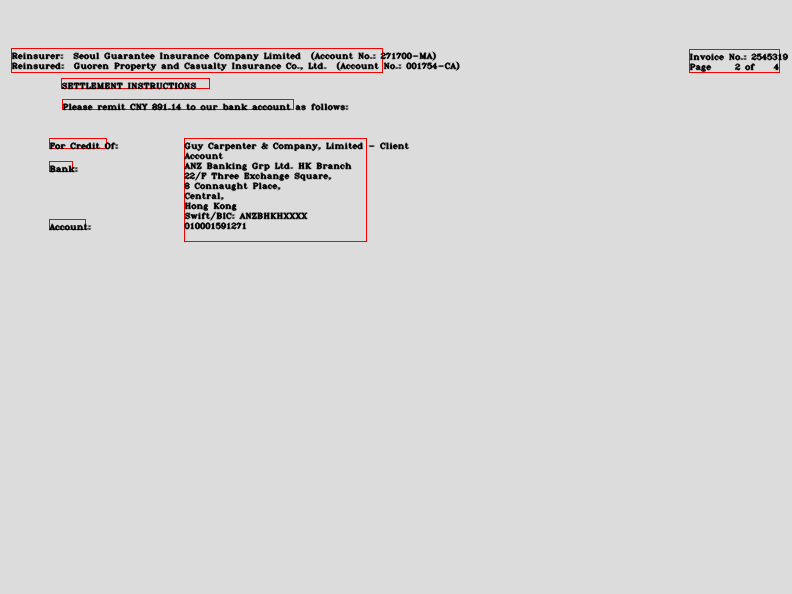 Reinsurer: Seoul Guarantee Insurance Company Limited (Account No.: 271700-MA)
Reinsured: Guoren Property and Casualty Insurance Co., Ltd. (Account No.: 001754-CA)
Invoice No.: 2545319
Page 2 of 4
SETTLEMENT INSTRUCTIONS
Please remit CNY 891.14 to our bank account as follows:
For Credit Of:
Guy Carpenter & Company, Limited - Client
Account
Bank:
ANZ Banking Grp Ltd. HK Branch
22/F Three Exchange Square,
8 Connaught Place,
Central,
Hong Kong
Swift/BIC: ANZBHKHXXXX
Account:
010001591271